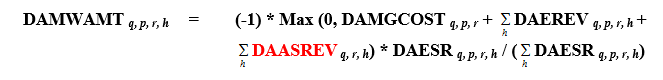 DAMWAMT q, p, r, h = (-1) * Max (0, DAMGCOST q, p, r + ∑ h DAEREV q, p, r, h +
∑ h DAASREV q, r, h) * DAESR q, p, r, h / ( ∑ h DAESR q, p, r, h)